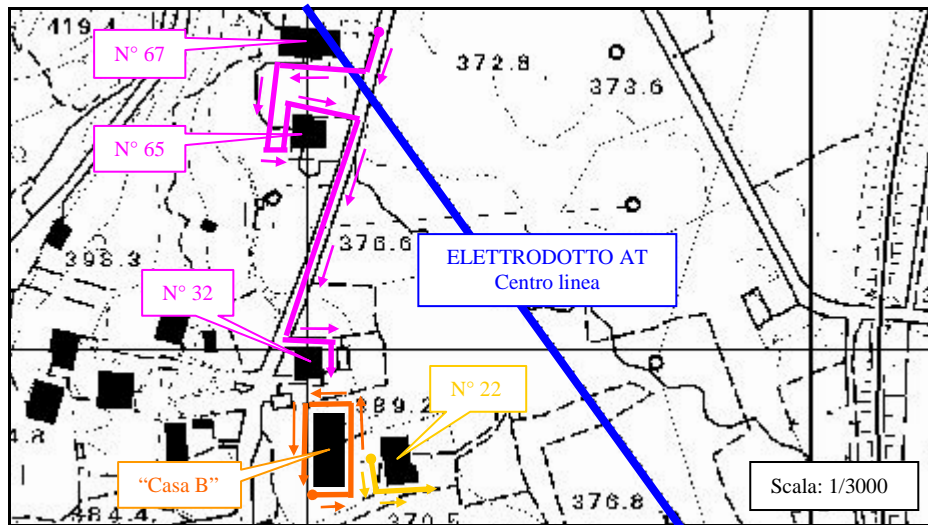 419.4
N° 67
372.8
373.6
N° 65
376.6
398.3
ELETTRODOTTO AT
Centro linea
N° 32
N° 22
389.2
“Casa B”
Scala: 1/3000
484.4
370.5
376.8